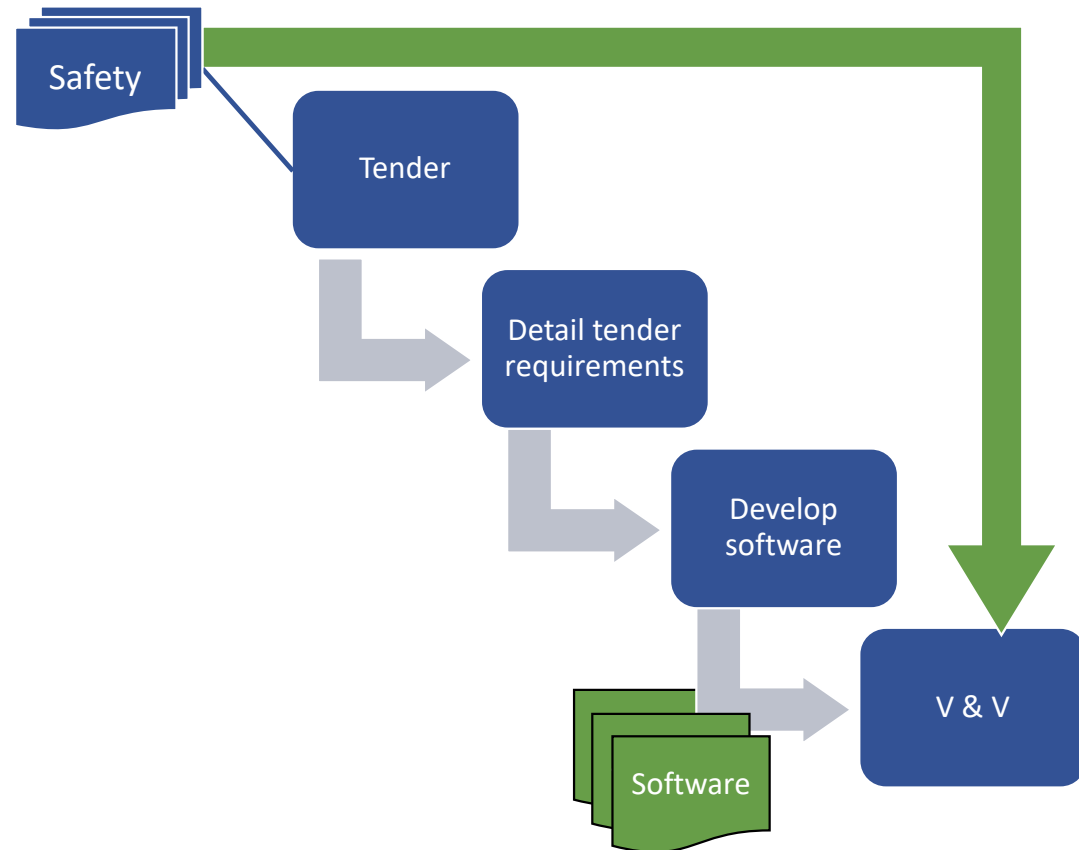 Safety
Tender
Detail tender
requirements
Develop
software
V & V
Software